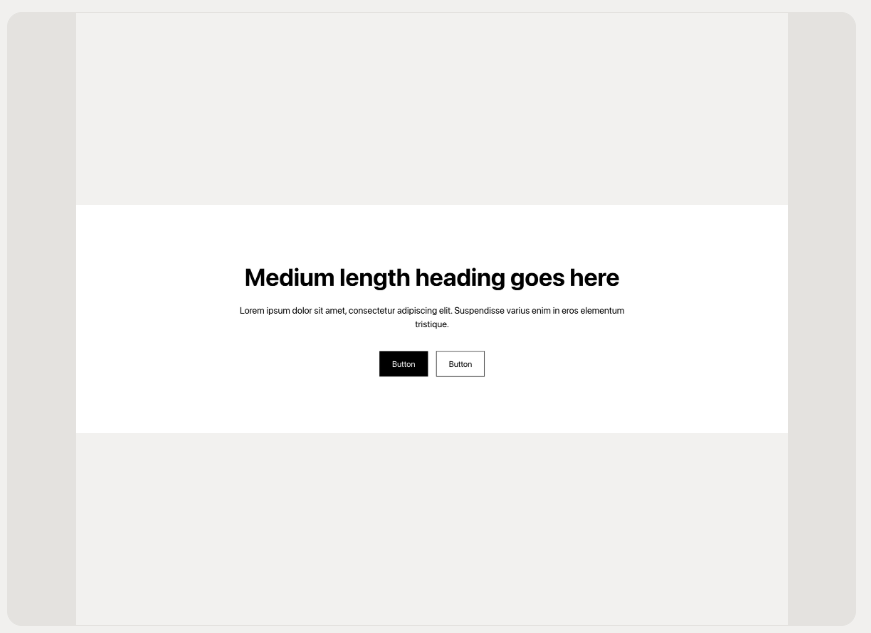 Medium length heading goes here
Lorem ipsum dolor sit amet, consectetur adipiscing elit. Suspendisse varius enim in eros elementum
tristique.
Button Button